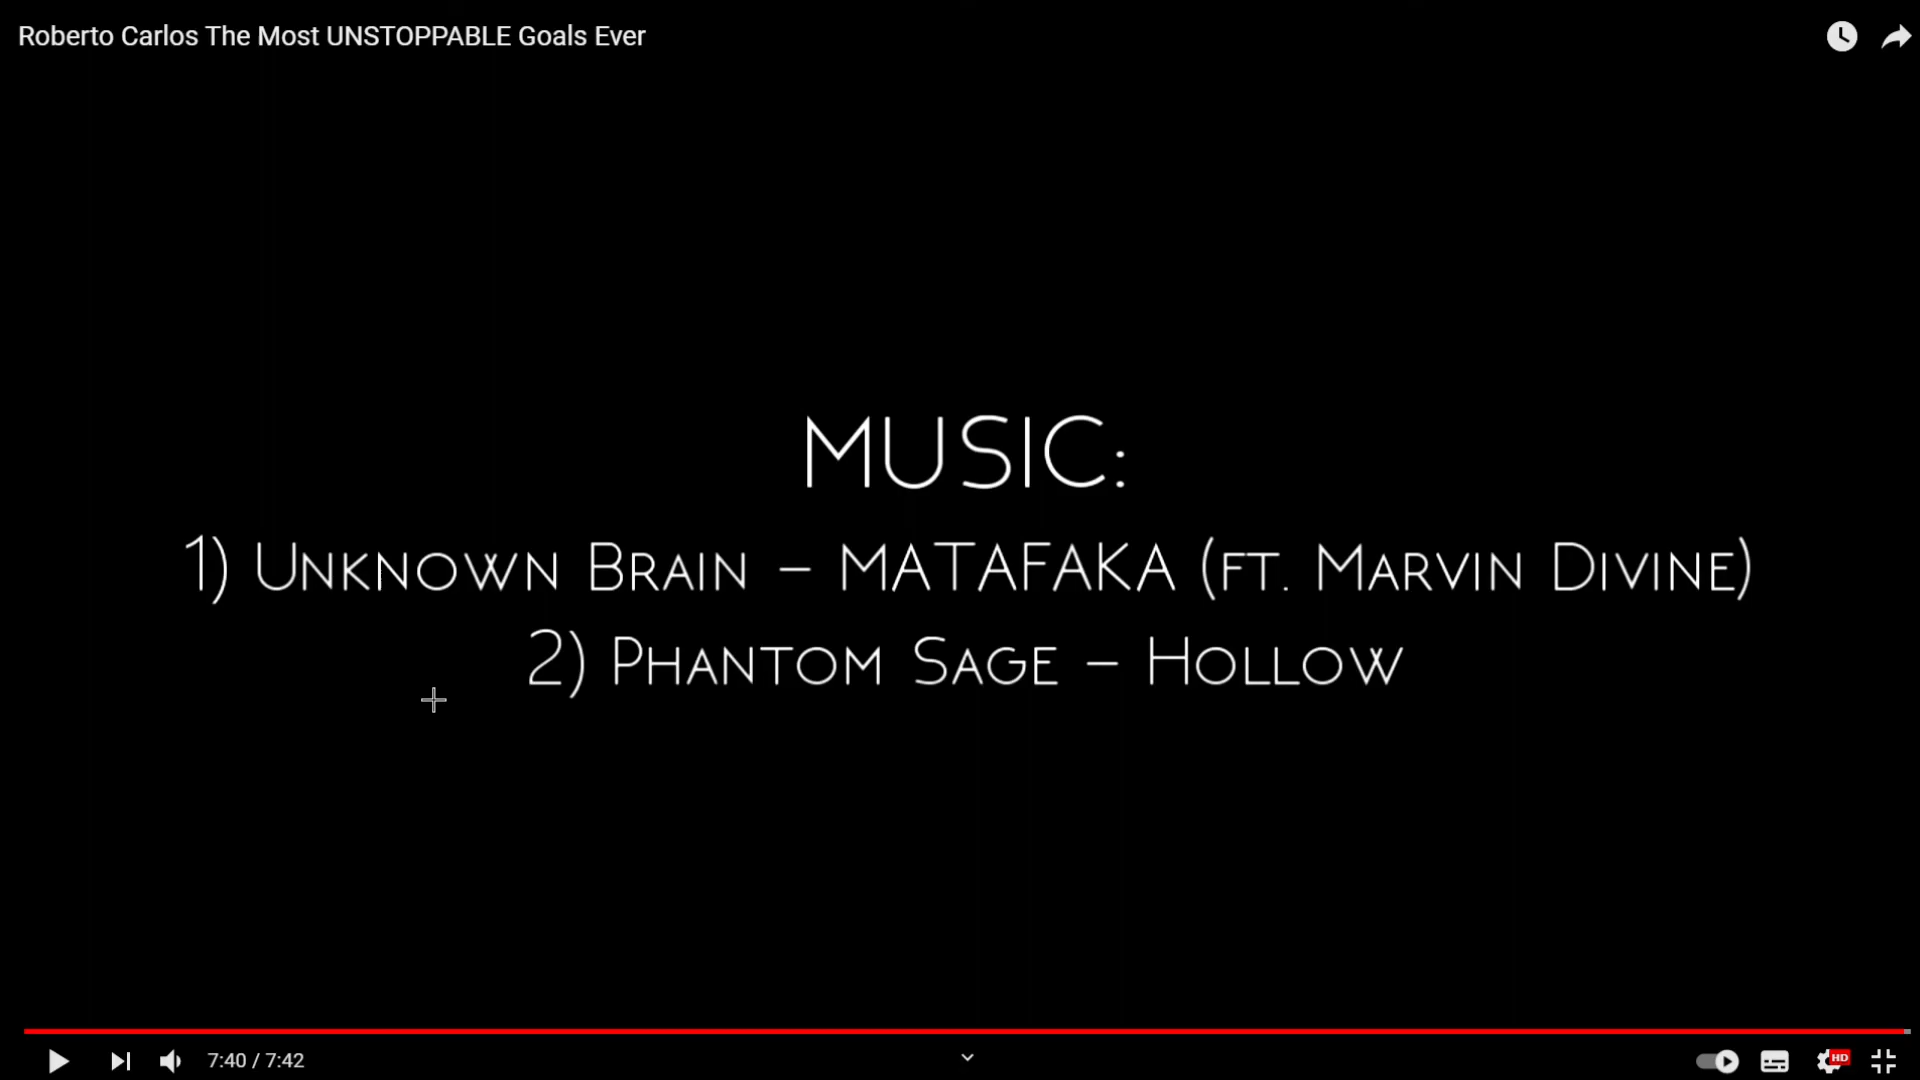 Roberto Carlos The Most UNSTOPPABLE Goals Ever
MUSIC:
1) Unknown Brain – MATAFAKA (ft. Marvin Divine)
2) Phantom Sage – Hollow
7:40 / 7:42
HD